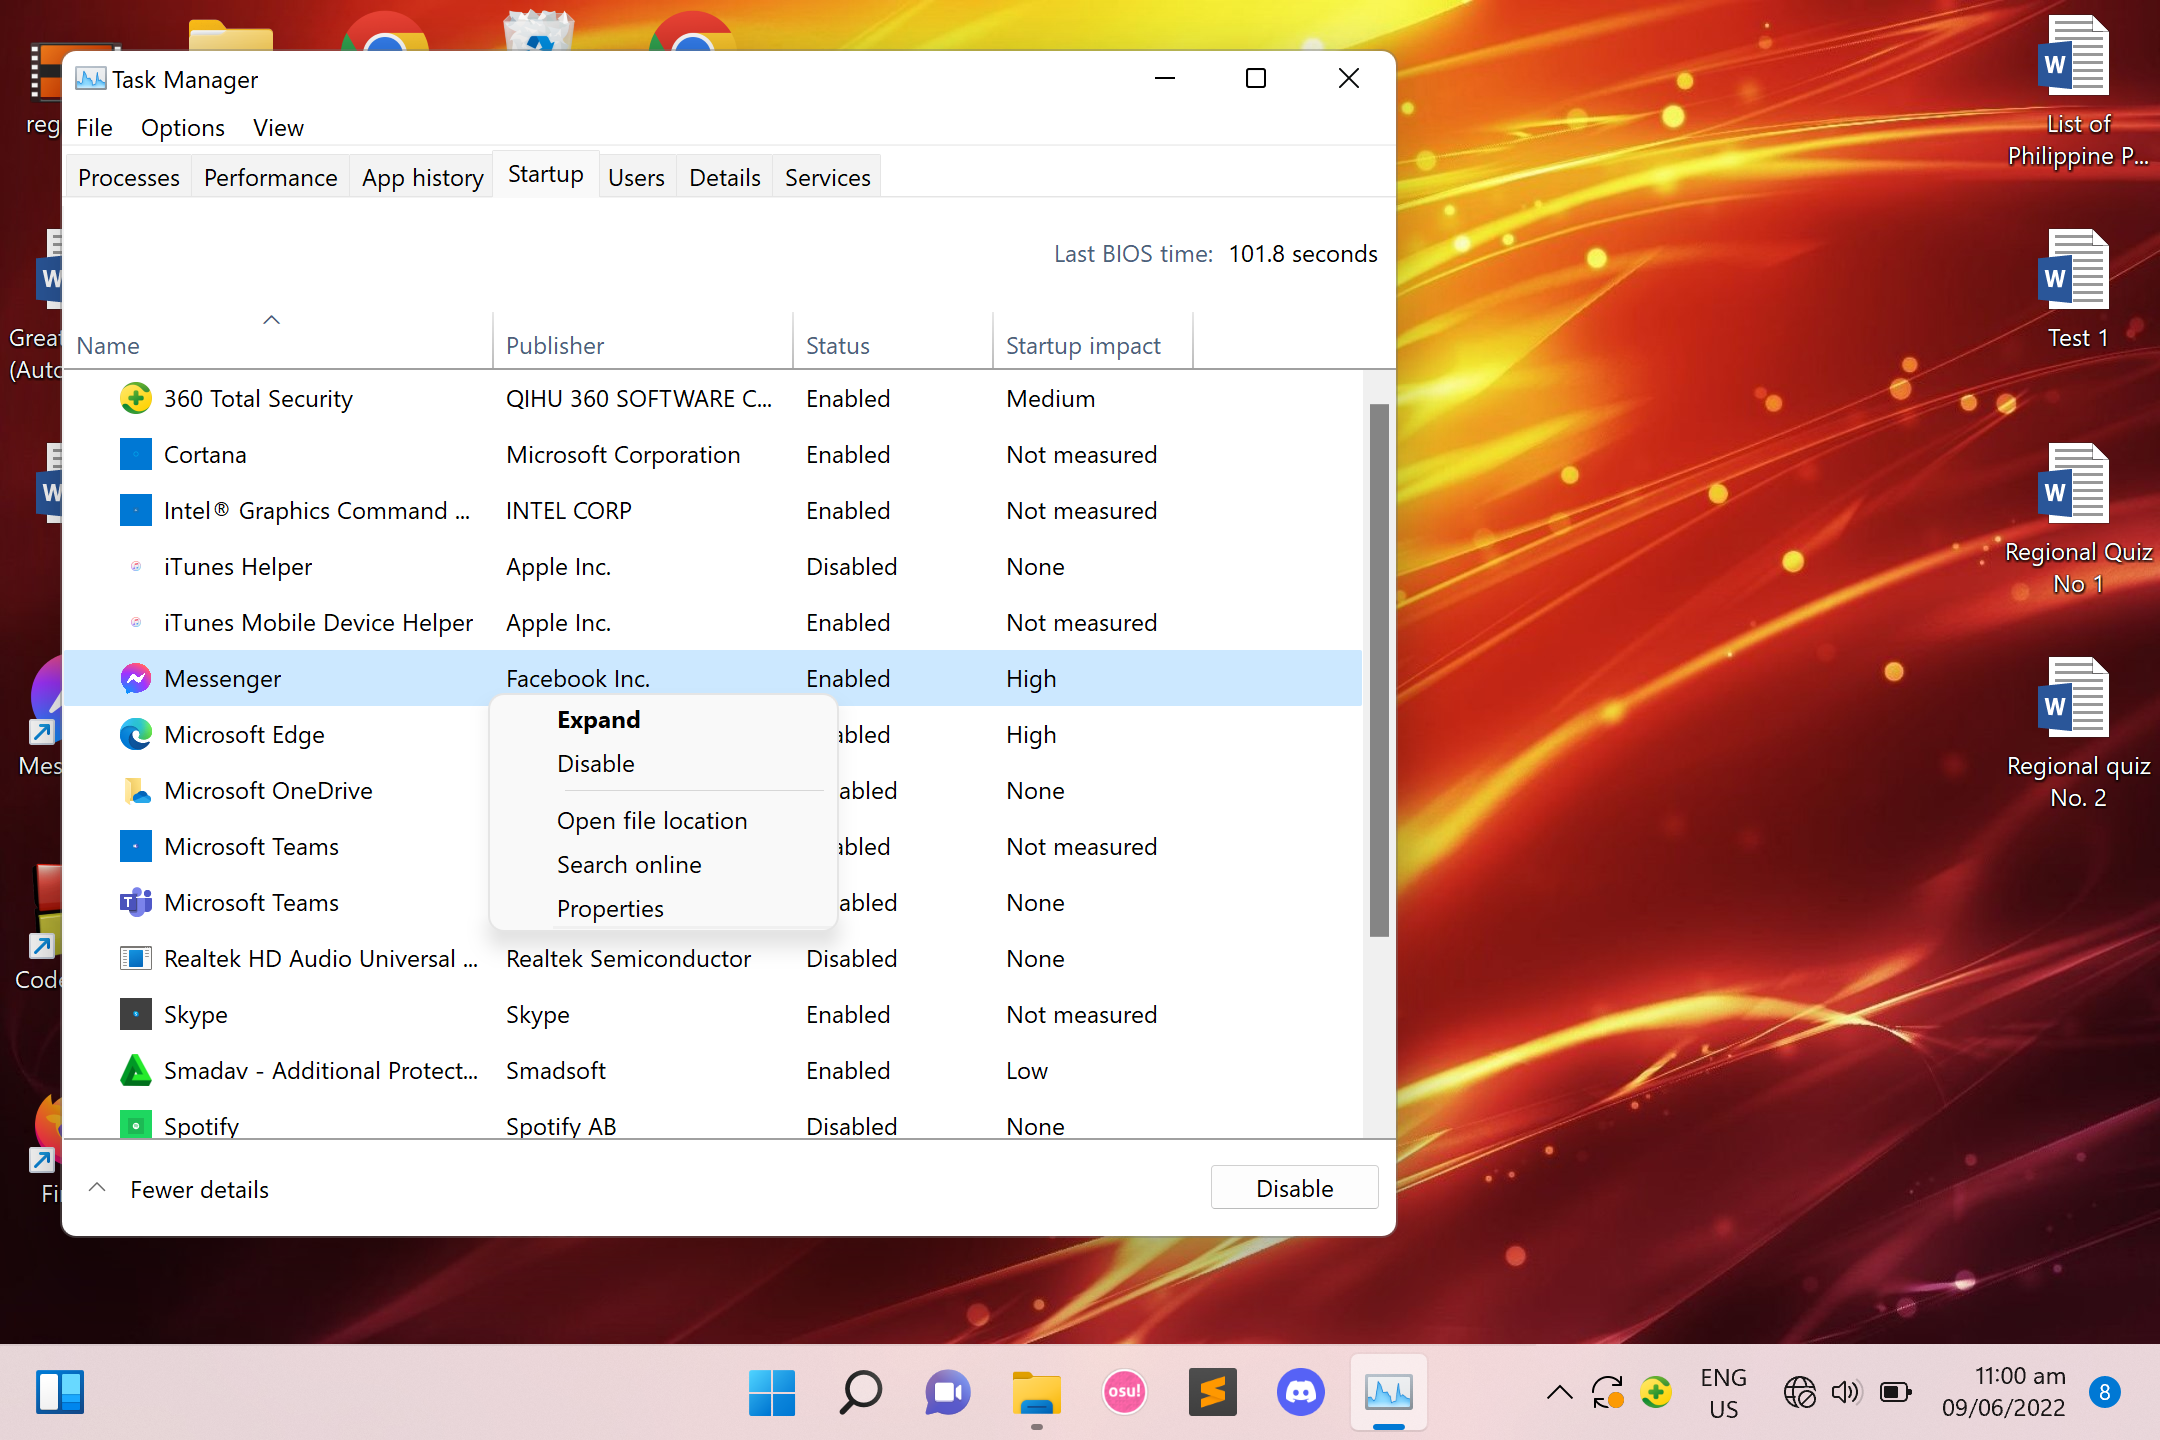 Task Manager
File Options View
Processes Performance App history Startup Users Details Services
Last BIOS time: 101.8 seconds
Name Publisher Status Startup impact
360 Total Security QIHU 360 SOFTWARE C... Enabled Medium
Cortana Microsoft Corporation Enabled Not measured
Intel® Graphics Command ... INTEL CORP Enabled Not measured
iTunes Helper Apple Inc. Disabled None
iTunes Mobile Device Helper Apple Inc. Enabled Not measured
Messenger Facebook Inc. Enabled High
Microsoft Edge abled High
Microsoft OneDrive abled None
Microsoft Teams abled Not measured
Microsoft Teams abled None
Realtek HD Audio Universal ... Realtek Semiconductor Disabled None
Skype Skype Enabled Not measured
Smadav - Additional Protect... Smadsoft Enabled Low
Spotify Spotify AB Disabled None
Expand
Disable
Open file location
Search online
Properties
Fewer details
Disable
reg
W
Great
(Auto
W
Mes
Code
Fi
W
List of
Philippine P...
W
Test 1
W
Regional Quiz
No 1
W
Regional quiz
No. 2
osu!
ENG
US
11:00 am
09/06/2022
8